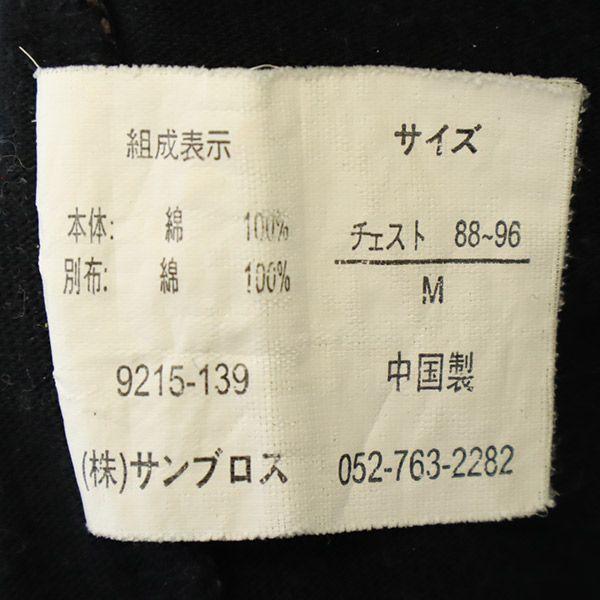 組成表示
本体: 綿 100%
別布: 綿 100%
9215-139
(株)サンブロス
サイズ
チェスト 88~96
M
中国製
052-763-2282